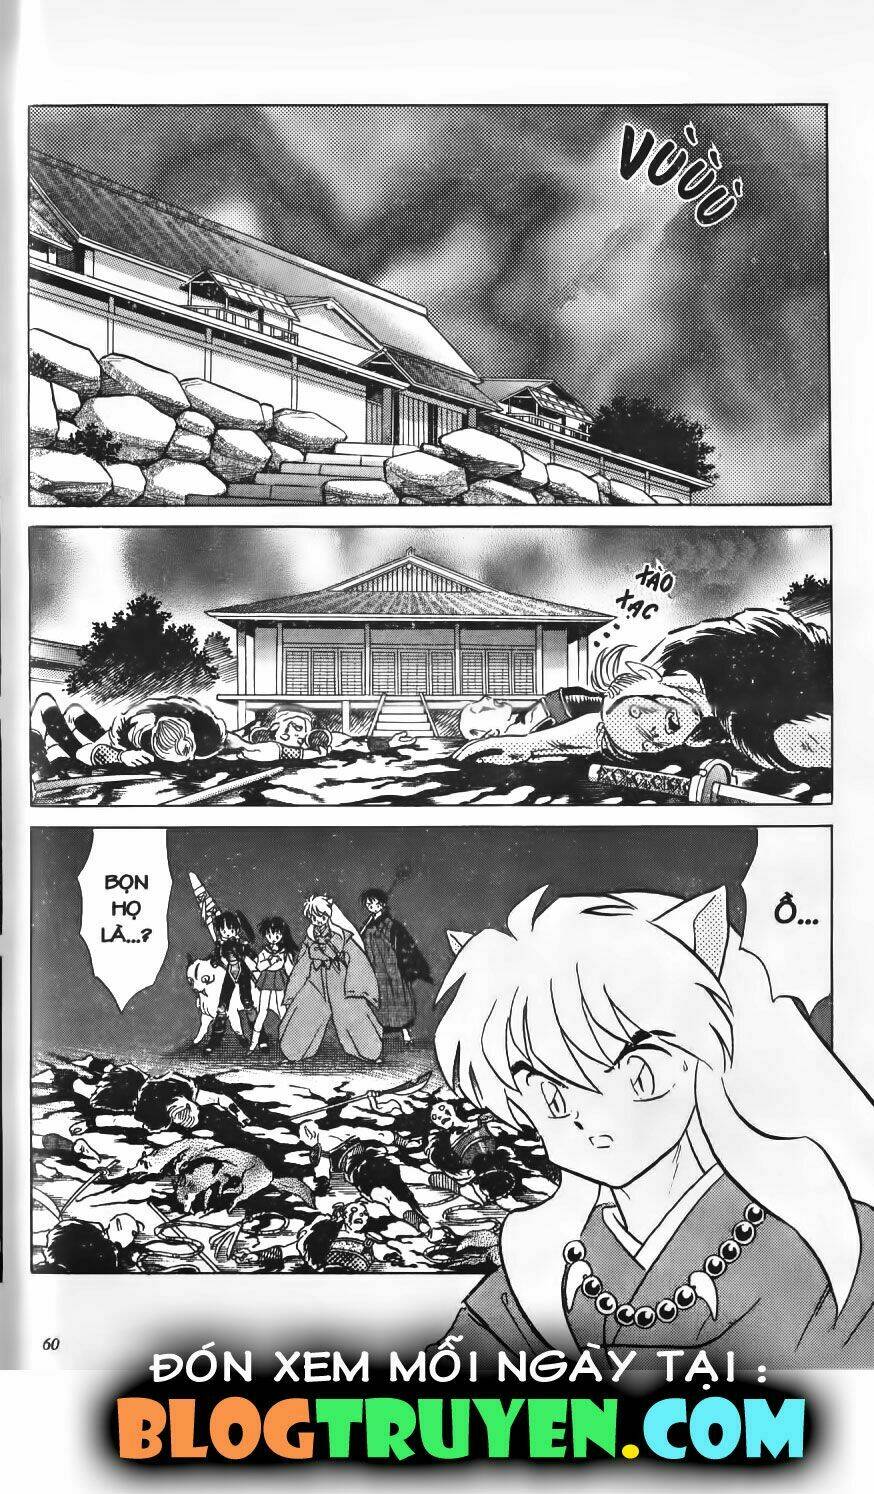 VÙÙÙ
XÀO
XẠC
...
BỌN
HỌ
LÀ...?
Ồ...
60
ĐÓN XEM MỖI NGÀY TẠI :
BLOGTRUYEN.COM